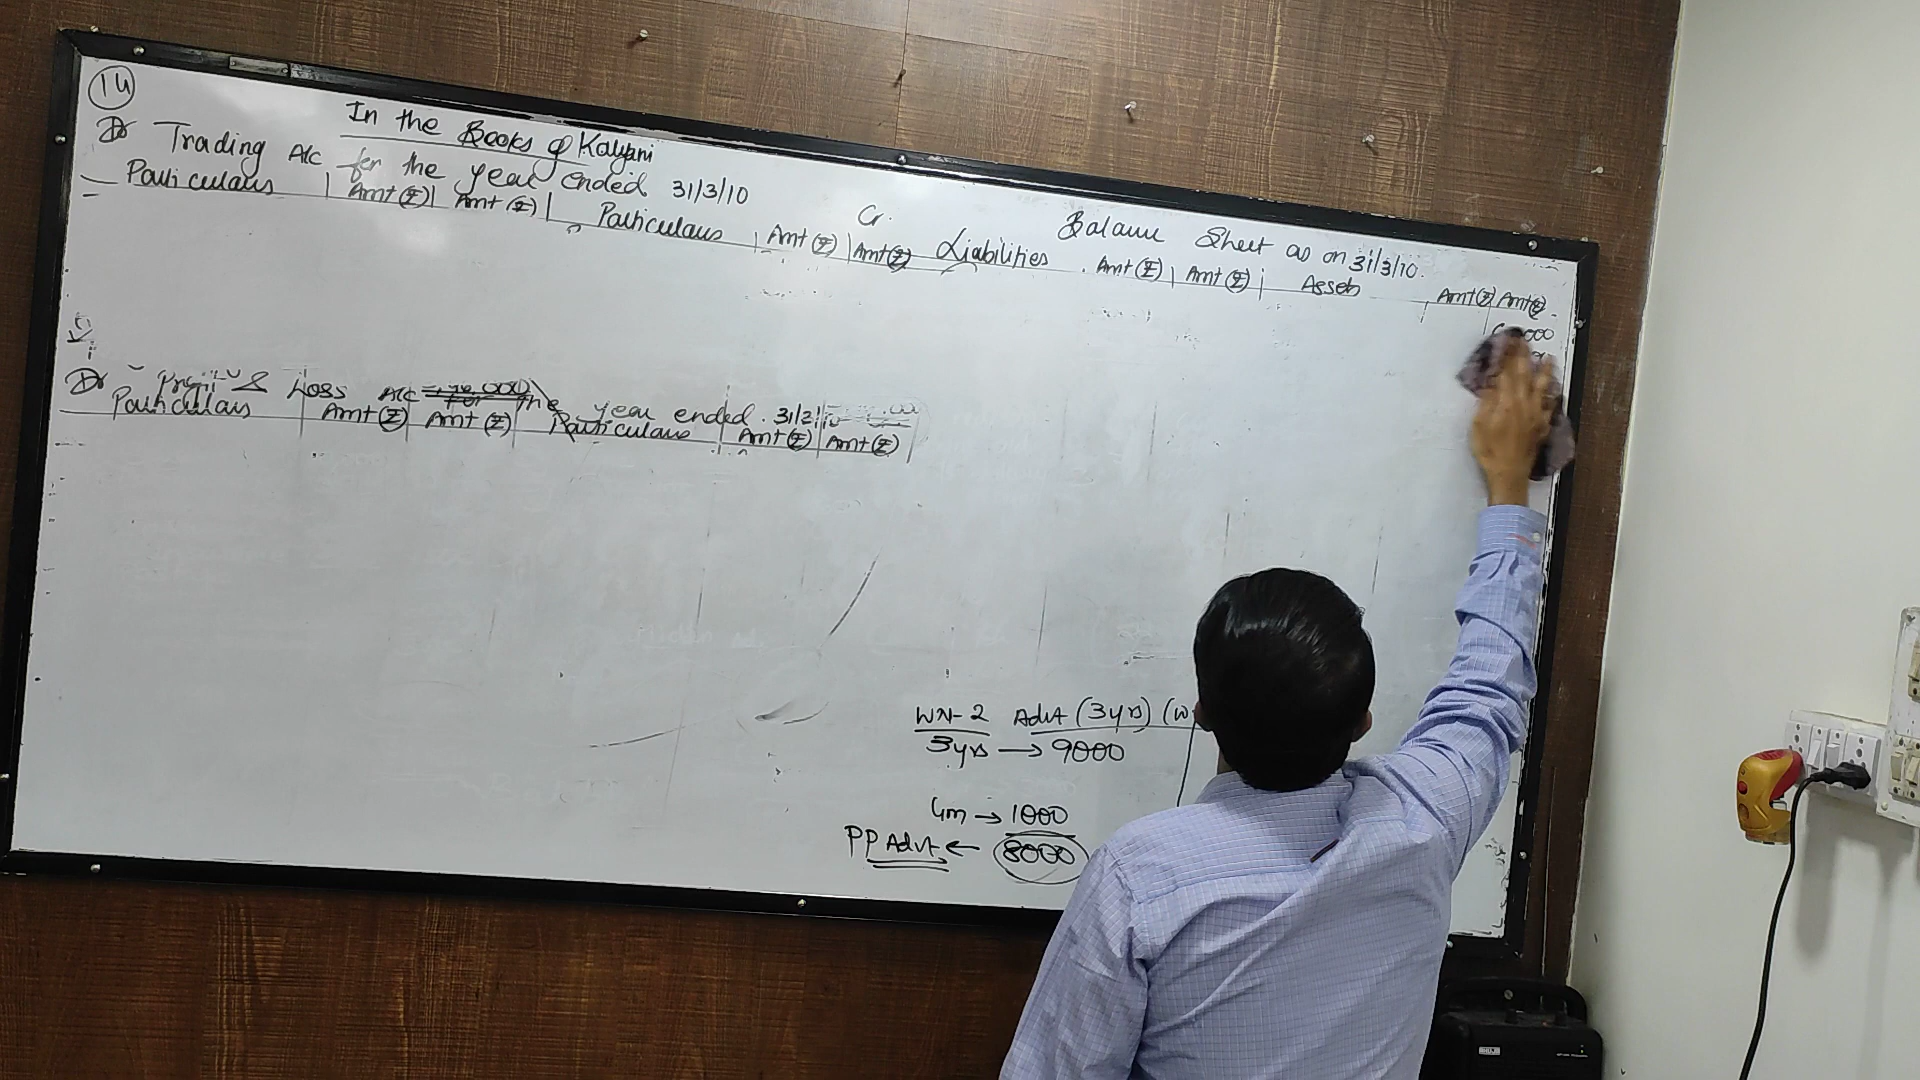 14
In the Books of Kalyani
Dr Trading A/c for the year ended 31/3/10 Cr.
Particulars Amt (₹) Amt (₹) Particulars Amt (₹) Amt (₹)
Balance Sheet as on 31/3/10.
Liabilities Amt (₹) Amt (₹) Assets Amt (₹) Amt (₹)
Dr Profit & Loss A/c for the year ended 31/3/10
Particulars Amt (₹) Amt (₹) Particulars Amt (₹) Amt (₹)
WN-2 Advt (3yrs) (W
3yrs → 9000
4m → 1000
PP Advt ← 8000